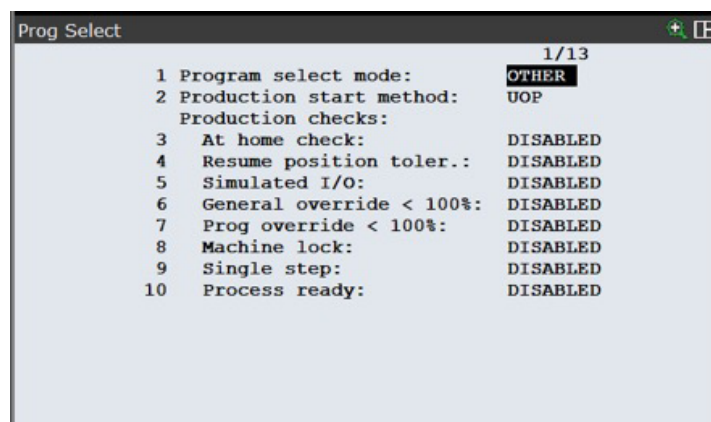 Prog Select
1/13
1 Program select mode: OTHER
2 Production start method: UOP
Production checks:
3 At home check: DISABLED
4 Resume position toler.: DISABLED
5 Simulated I/O: DISABLED
6 General override < 100%: DISABLED
7 Prog override < 100%: DISABLED
8 Machine lock: DISABLED
9 Single step: DISABLED
10 Process ready: DISABLED